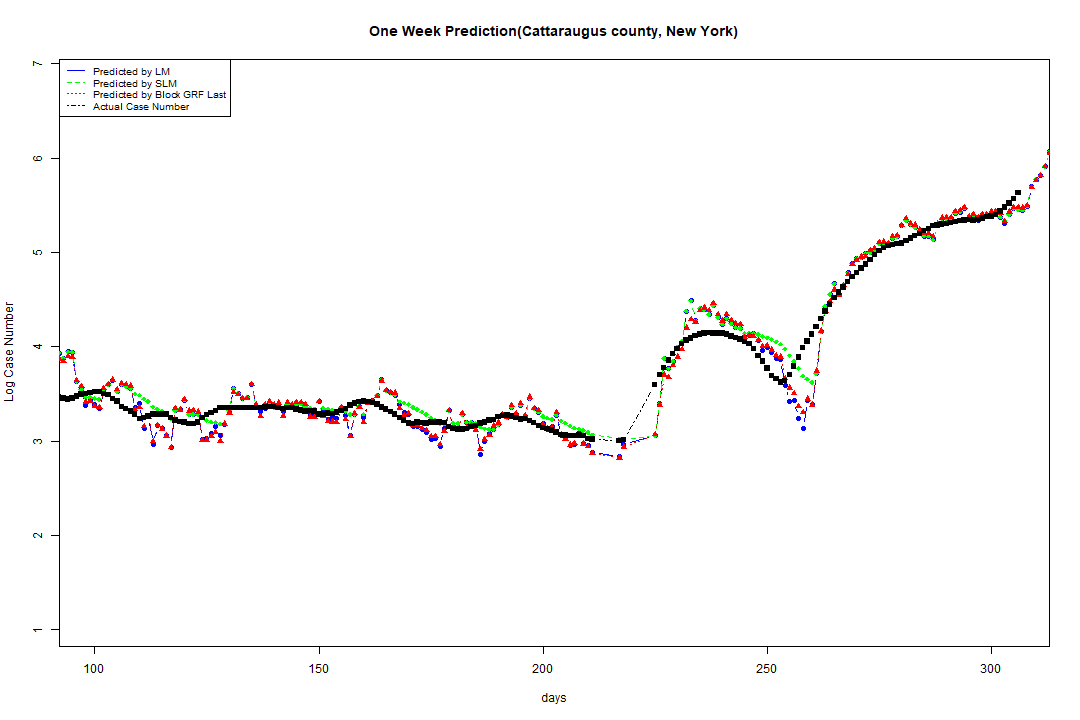 One Week Prediction(Cattaraugus county, New York)
Predicted by LM
Predicted by SLM
Predicted by Block GRF Last
Actual Case Number
7
6
5
4
3
2
1
Log Case Number
100 150 200 250 300
days